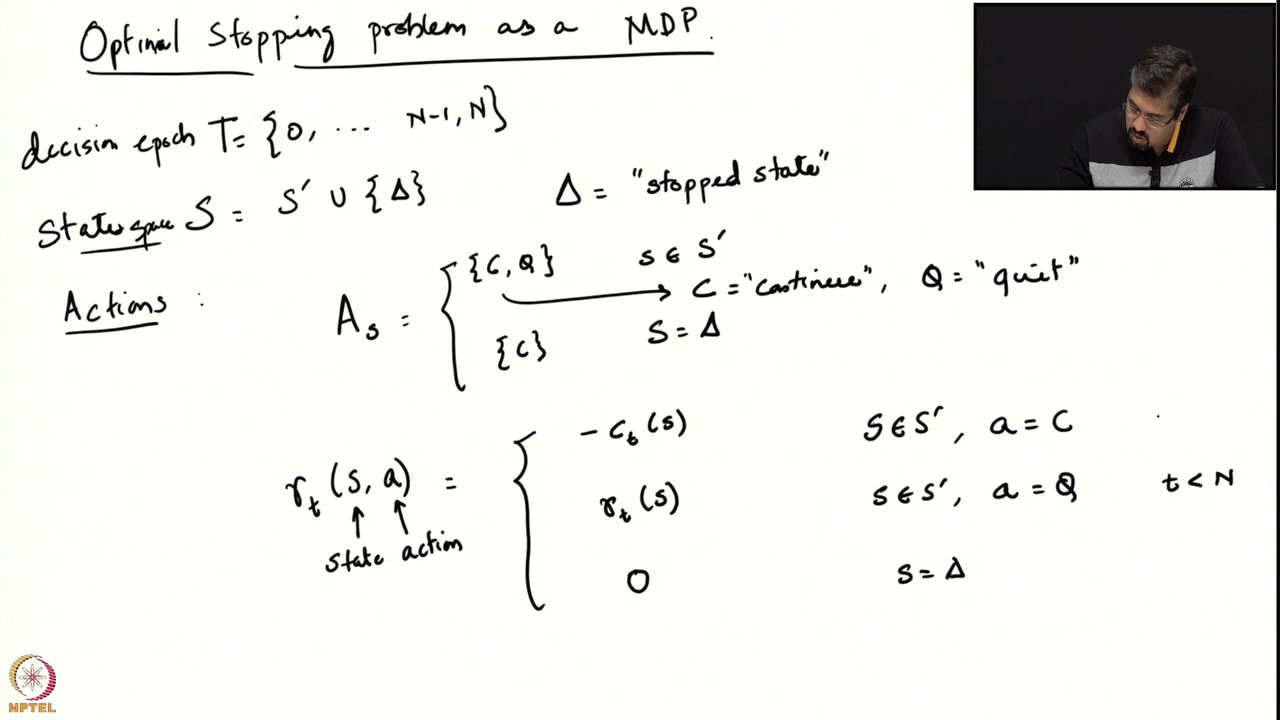 Optimal stopping problem as a MDP.
decision epoch T = {0, ... N-1, N}
State space S = S' ∪ {Δ} Δ = "stopped state"
Actions : A_s = { {C, Q} s ∈ S'
C = "continue", Q = "quiet"
{C} S = Δ
r_t (s, a) = { - c_t (s) S ∈ S', a = C
r_t (s) s ∈ S', a = Q t < N
0 s = Δ
state action
NPTEL